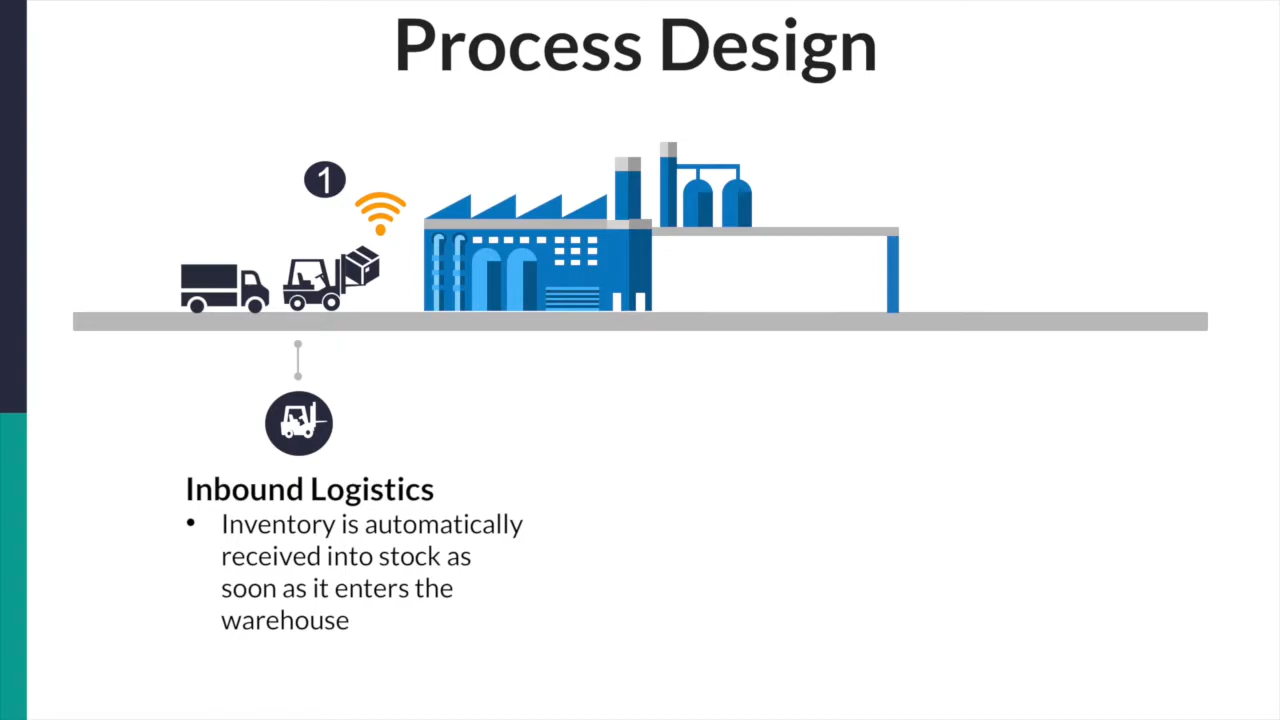 Process Design
1
Inbound Logistics
• Inventory is automatically
received into stock as
soon as it enters the
warehouse